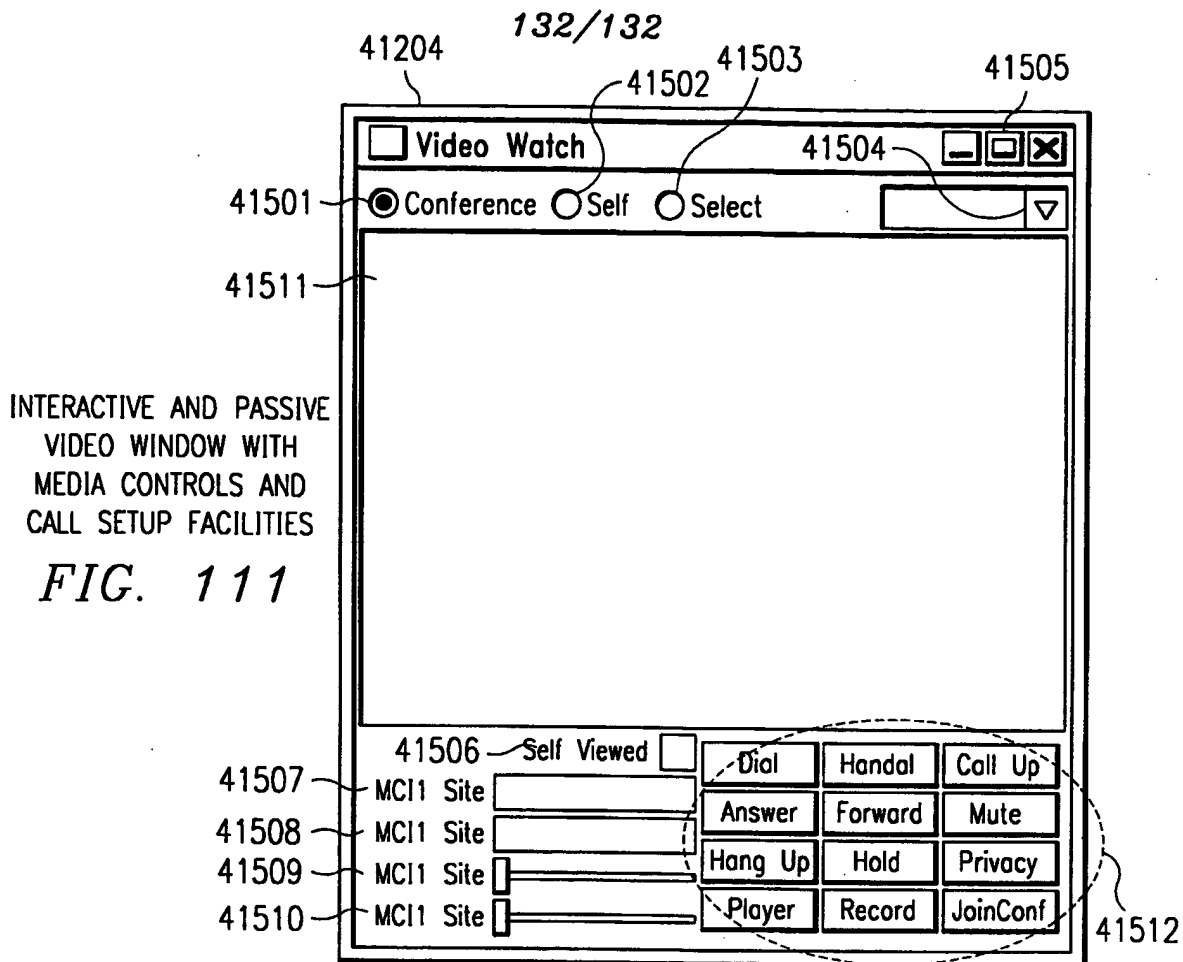 132/132
41204
41502
41503
41505
Video Watch
41504
41501
Conference
Self
Select
41511
INTERACTIVE AND PASSIVE
VIDEO WINDOW WITH
MEDIA CONTROLS AND
CALL SETUP FACILITIES
FIG. 111
41506
Self Viewed
Dial
Handal
Call Up
41507
MCI1 Site
Answer
Forward
Mute
41508
MCI1 Site
Hang Up
Hold
Privacy
41509
MCI1 Site
Player
Record
JoinConf
41510
MCI1 Site
41512